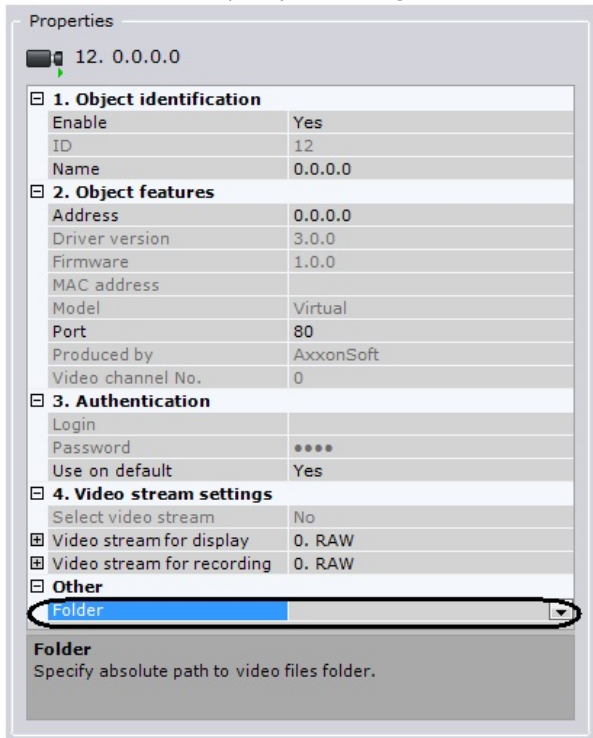 Properties
12. 0.0.0.0
1. Object identification
Enable Yes
ID 12
Name 0.0.0.0
2. Object features
Address 0.0.0.0
Driver version 3.0.0
Firmware 1.0.0
MAC address
Model Virtual
Port 80
Produced by AxxonSoft
Video channel No. 0
3. Authentication
Login
Password ●●●●
Use on default Yes
4. Video stream settings
Select video stream No
Video stream for display 0. RAW
Video stream for recording 0. RAW
Other
Folder
Folder
Specify absolute path to video files folder.